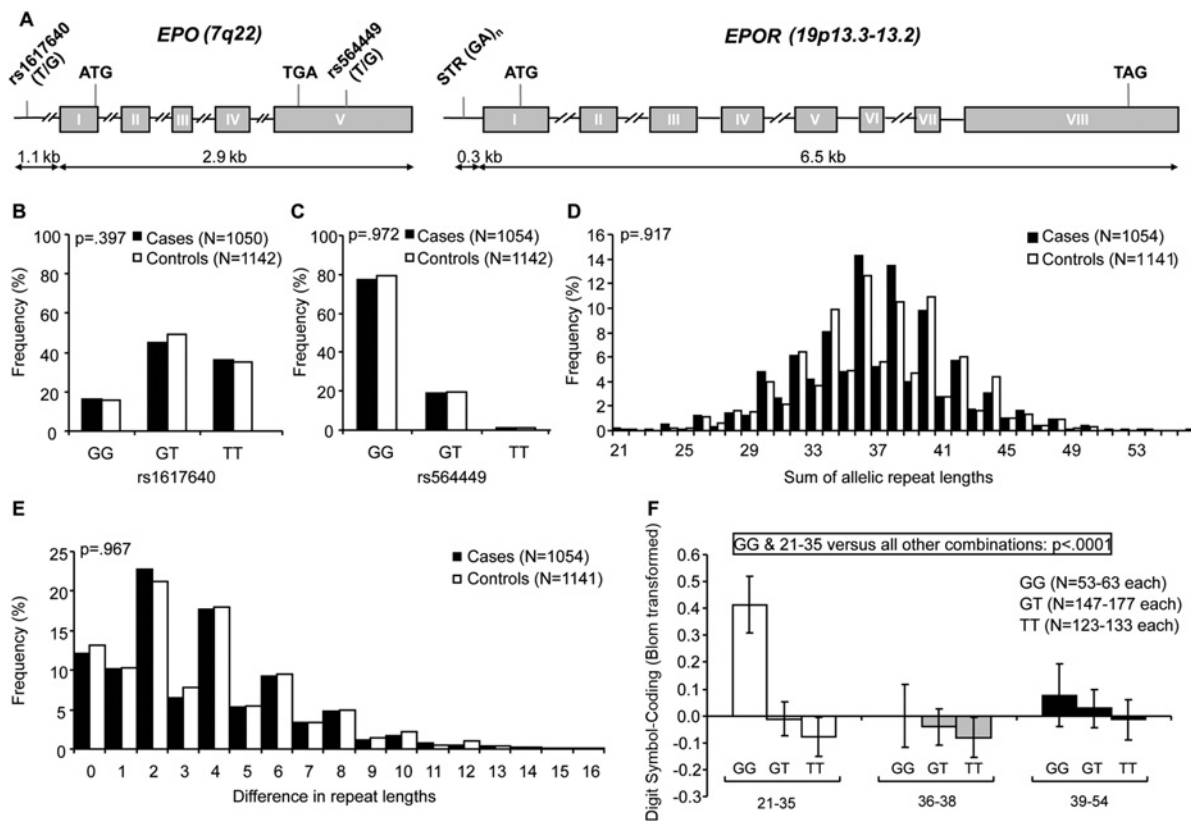 A
EPO (7q22)
EPOR (19p13.3-13.2)
rs1617640
(T/G)
ATG
TGA
rs564449
(T/G)
STR (GA)n
ATG
TAG
I
II
III
IV
V
I
II
III
IV
V
VI
VII
VIII
1.1 kb
2.9 kb
0.3 kb
6.5 kb
B
p=.397
Cases (N=1050)
Controls (N=1142)
Frequency (%)
100
80
60
40
20
0
GG GT TT
rs1617640
C
p=.972
Cases (N=1054)
Controls (N=1142)
Frequency (%)
100
80
60
40
20
0
GG GT TT
rs564449
D
p=.917
Cases (N=1054)
Controls (N=1141)
Frequency (%)
16
14
12
10
8
6
4
2
0
21 25 29 33 37 41 45 49 53
Sum of allelic repeat lengths
E
p=.967
Cases (N=1054)
Controls (N=1141)
Frequency (%)
25
20
15
10
5
0
0 1 2 3 4 5 6 7 8 9 10 11 12 13 14 15 16
Difference in repeat lengths
F
GG & 21-35 versus all other combinations: p<.0001
GG (N=53-63 each)
GT (N=147-177 each)
TT (N=123-133 each)
Digit Symbol-Coding (Blom transformed)
0.6
0.5
0.4
0.3
0.2
0.1
0.0
-0.1
-0.2
-0.3
GG GT TT GG GT TT GG GT TT
21-35 36-38 39-54